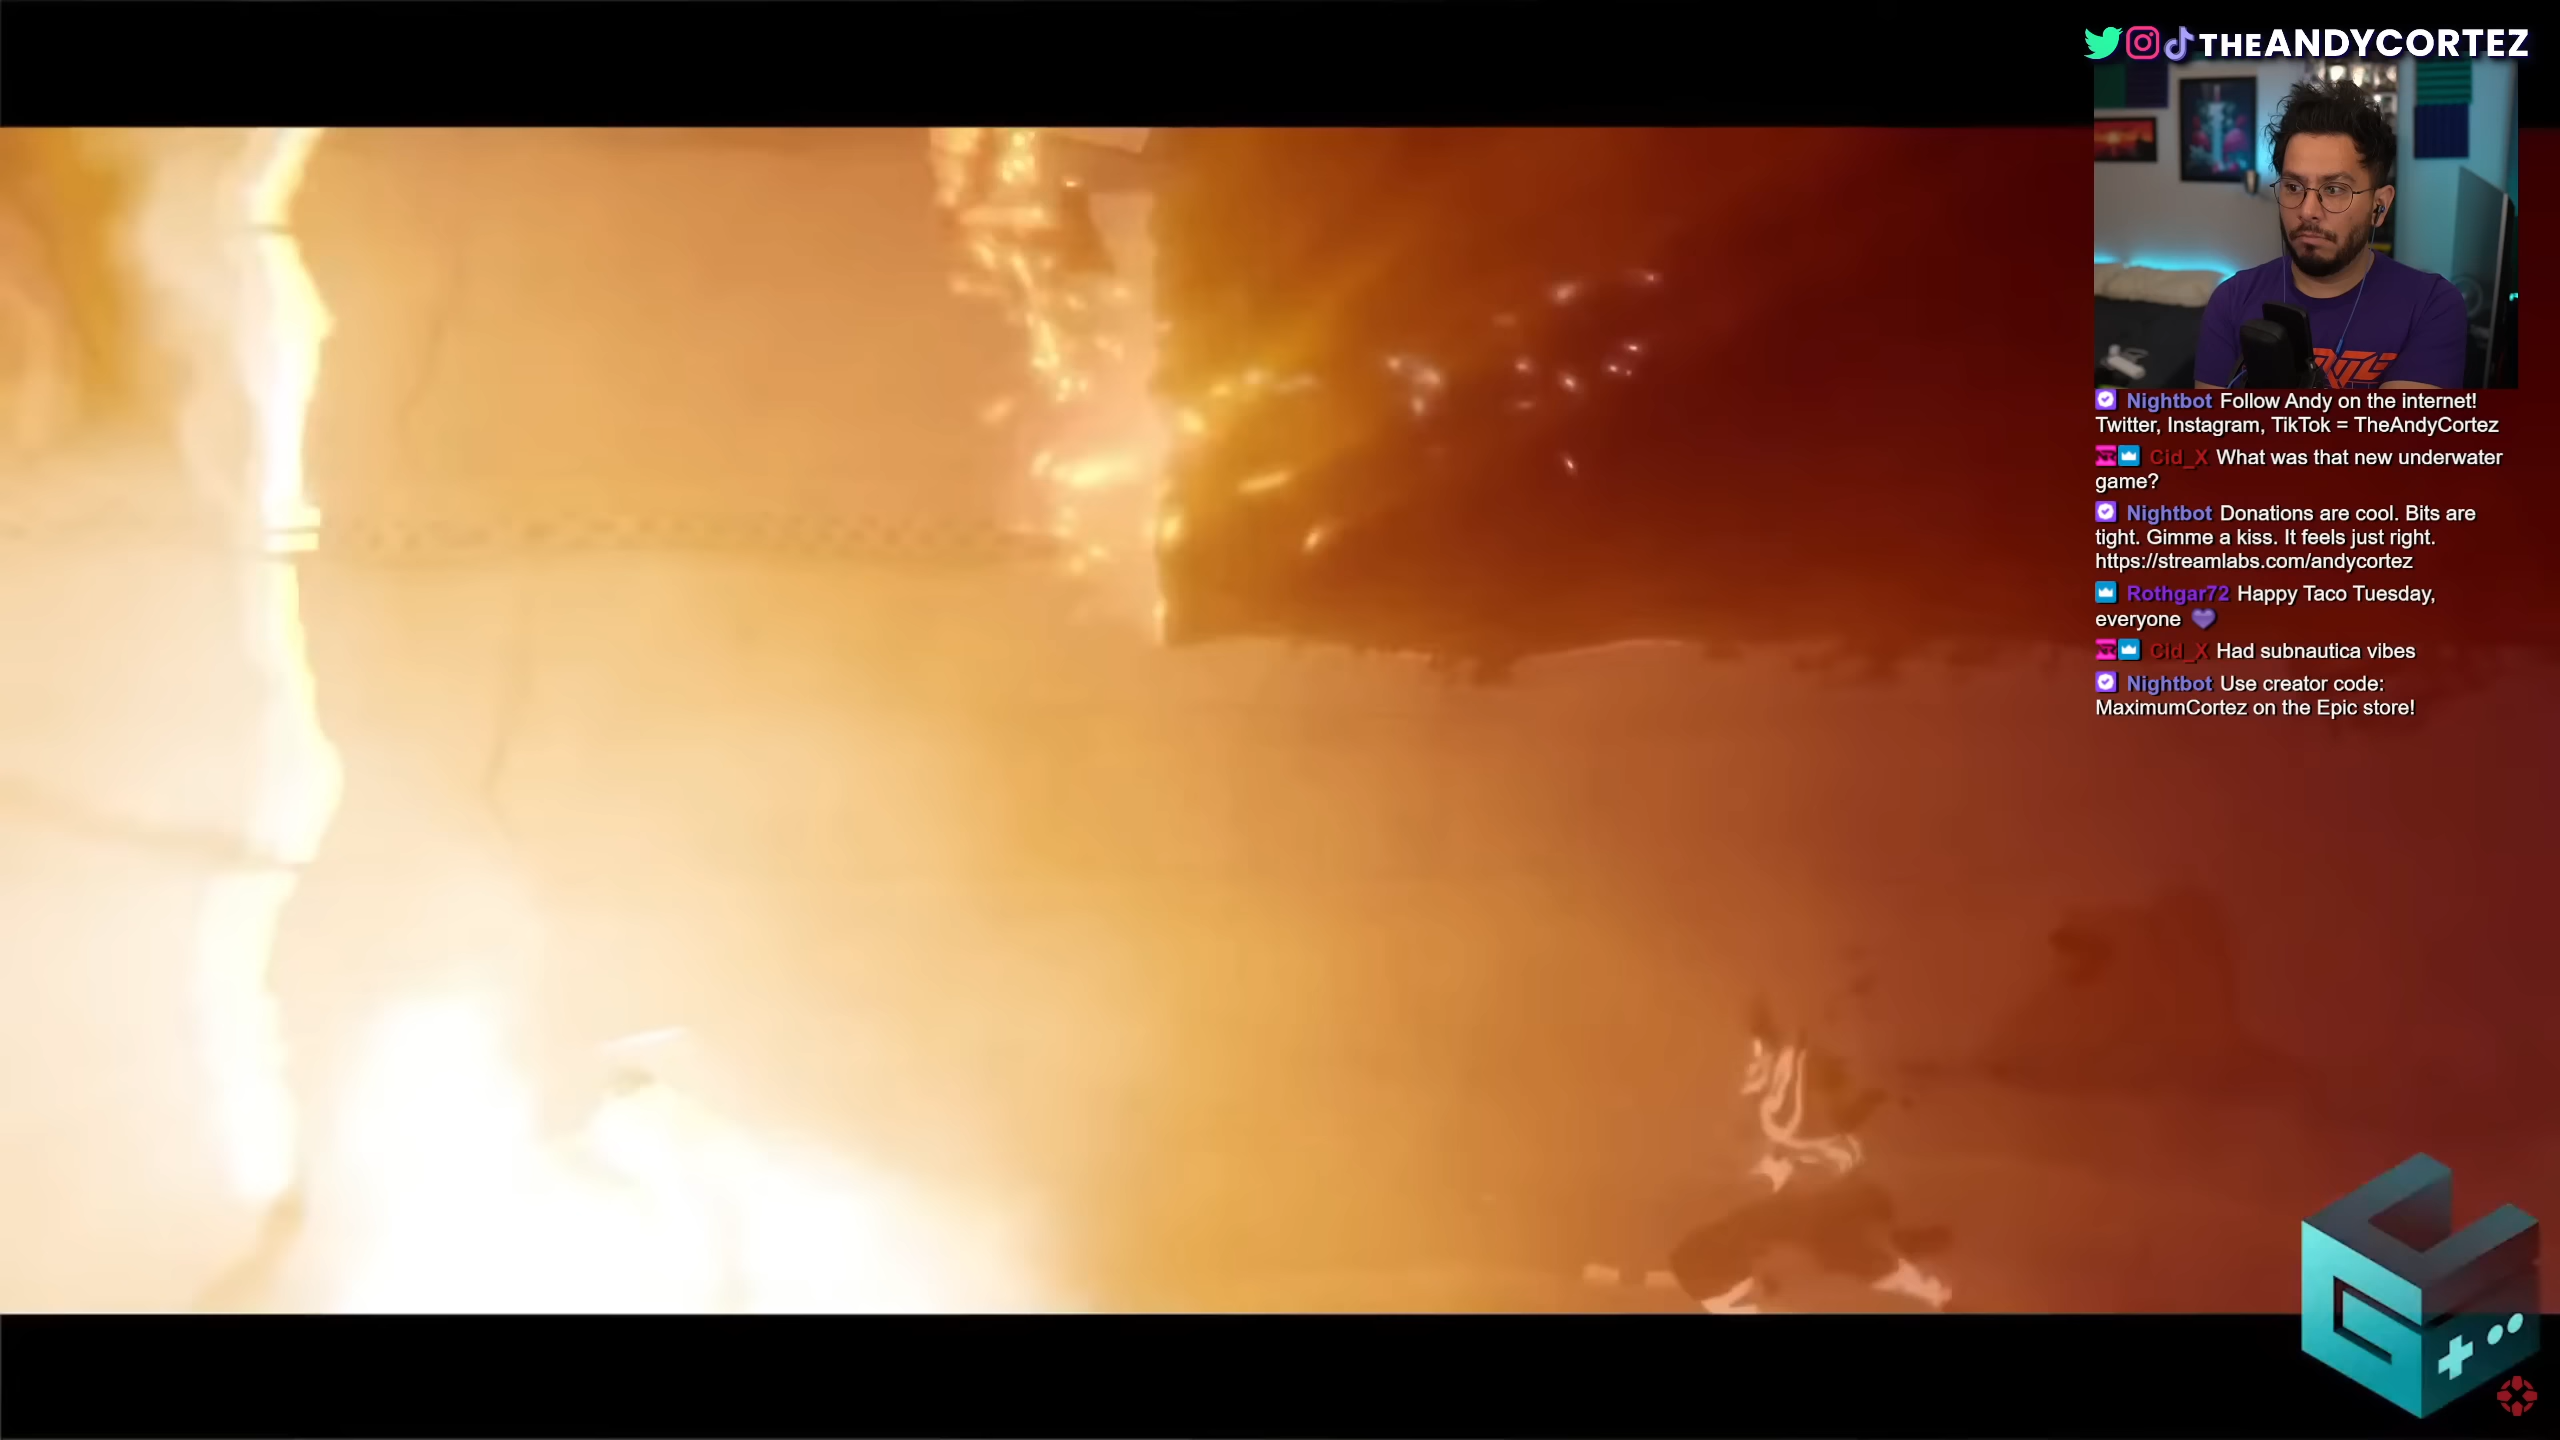 THEANDYCORTEZ
Nightbot Follow Andy on the internet!
Twitter, Instagram, TikTok = TheAndyCortez
Cid_X What was that new underwater
game?
Nightbot Donations are cool. Bits are
tight. Gimme a kiss. It feels just right.
https://streamlabs.com/andycortez
Rothgar72 Happy Taco Tuesday,
everyone
Cid_X Had subnautica vibes
Nightbot Use creator code:
MaximumCortez on the Epic store!